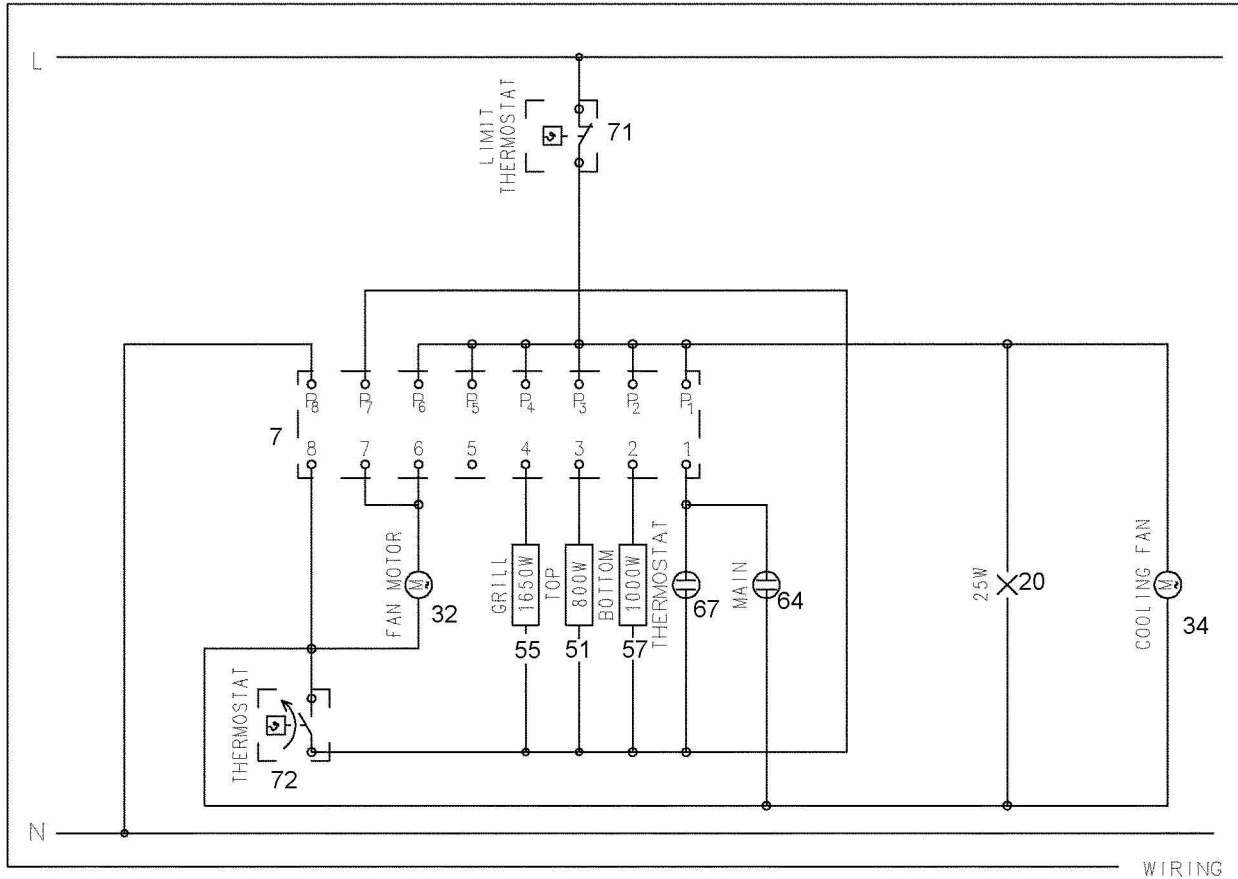 L
LIMIT
THERMOSTAT
71
P8 P7 P6 P5 P4 P3 P2 P1
7
8 7 6 5 4 3 2 1
FAN MOTOR
M
32
GRILL
1650W
55
TOP
800W
51
BOTTOM
1000W
57
THERMOSTAT
67
MAIN
64
25W
20
COOLING FAN
M
34
THERMOSTAT
72
N
WIRING